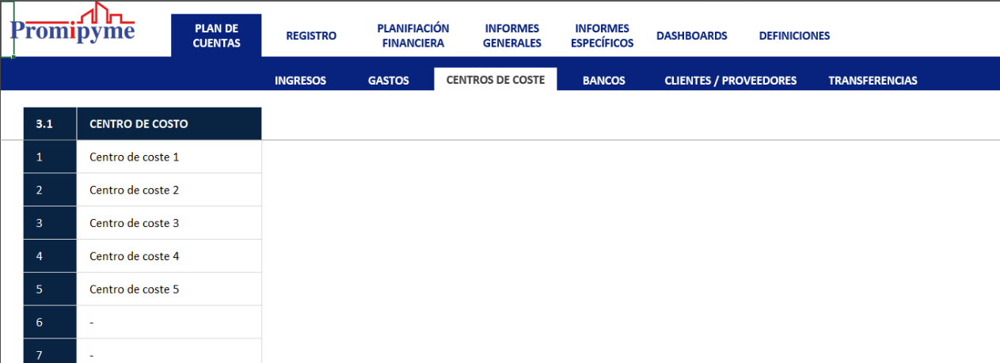 Promipyme
PLAN DE
CUENTAS
REGISTRO
PLANIFIACIÓN
FINANCIERA
INFORMES
GENERALES
INFORMES
ESPECÍFICOS
DASHBOARDS
DEFINICIONES
INGRESOS
GASTOS
CENTROS DE COSTE
BANCOS
CLIENTES / PROVEEDORES
TRANSFERENCIAS
3.1 CENTRO DE COSTO
1 Centro de coste 1
2 Centro de coste 2
3 Centro de coste 3
4 Centro de coste 4
5 Centro de coste 5
6 -
7 -